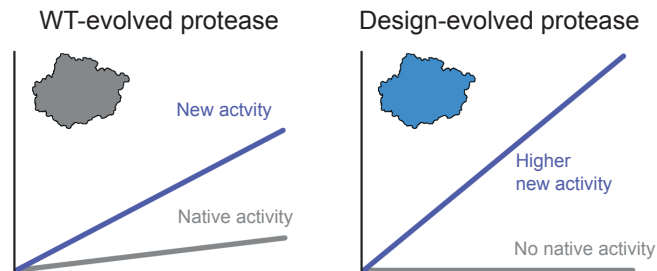 WT-evolved protease
New actvity
Native activity
Design-evolved protease
Higher
new activity
No native activity